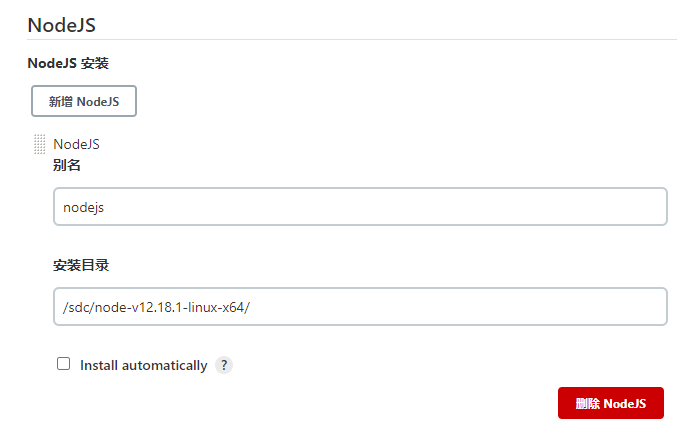 NodeJS
NodeJS 安装
新增 NodeJS
NodeJS
别名
nodejs
安装目录
/sdc/node-v12.18.1-linux-x64/
Install automatically ?
删除 NodeJS